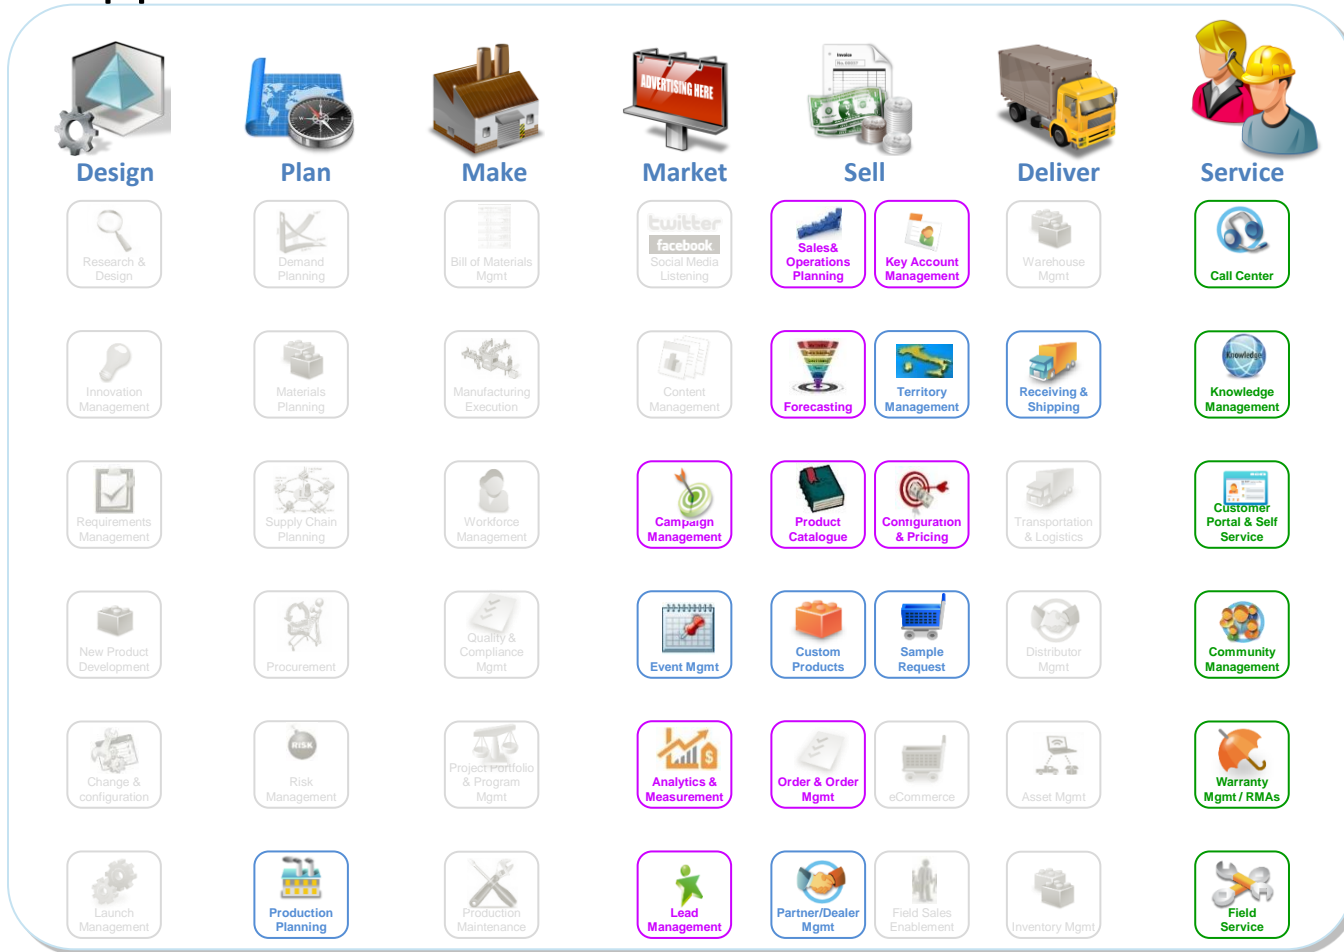 ADVERTISING HERE
Invoice
Design
Plan
Make
Market
Sell
Deliver
Service
Research &
Design
Demand
Planning
Bill of Materials
Mgmt
twitter
facebook
Social Media
Listening
Sales&
Operations
Planning
Key Account
Management
Warehouse
Mgmt
Call Center
Innovation
Management
Materials
Planning
Manufacturing
Execution
Content
Management
Forecasting
Territory
Management
Receiving &
Shipping
Knowledge
Knowledge
Management
Requirements
Management
Supply Chain
Planning
Workforce
Management
Campaign
Management
Product
Catalogue
Configuration
& Pricing
Transportation
& Logistics
Customer
Portal & Self
Service
New Product
Development
Procurement
Quality &
Compliance
Mgmt
Event Mgmt
Custom
Products
Sample
Request
Distributor
Mgmt
Community
Management
Change &
configuration
RISK
Risk
Management
Project Portfolio
& Program
Mgmt
Analytics &
Measurement
Order & Order
Mgmt
eCommerce
Asset Mgmt
Warranty
Mgmt / RMAs
Launch
Management
Production
Planning
Production
Maintenance
Lead
Management
Partner/Dealer
Mgmt
Field Sales
Enablement
Inventory Mgmt
Field
Service